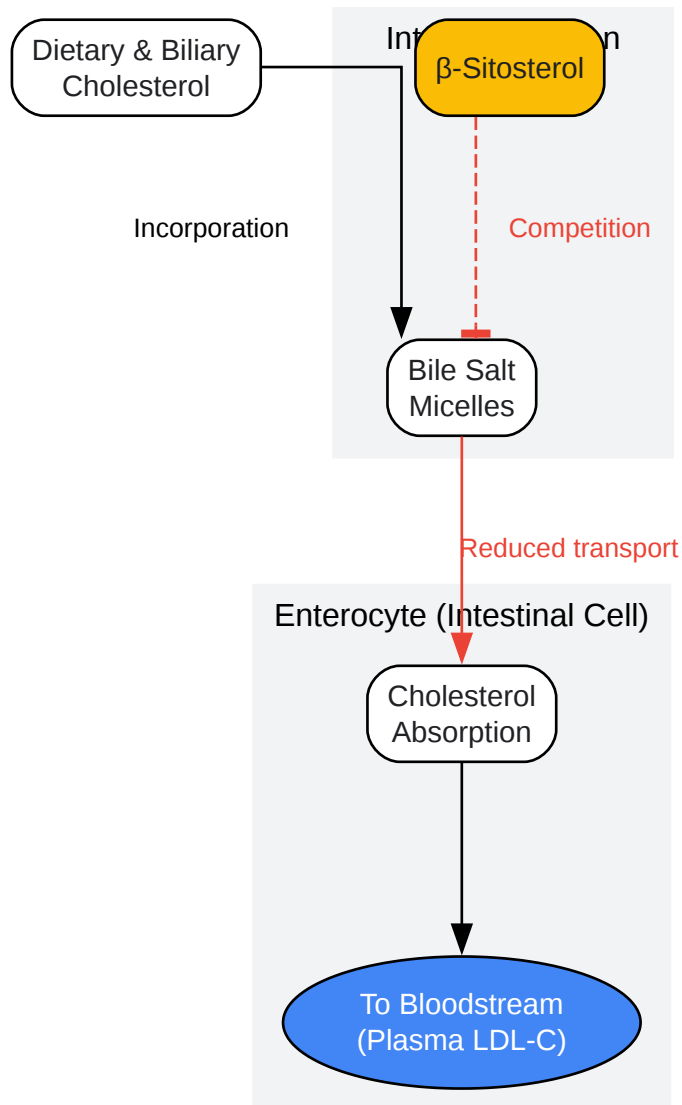 Dietary & Biliary
Cholesterol
β-Sitosterol
Incorporation
Competition
Bile Salt
Micelles
Reduced transport
Enterocyte (Intestinal Cell)
Cholesterol
Absorption
To Bloodstream
(Plasma LDL-C)